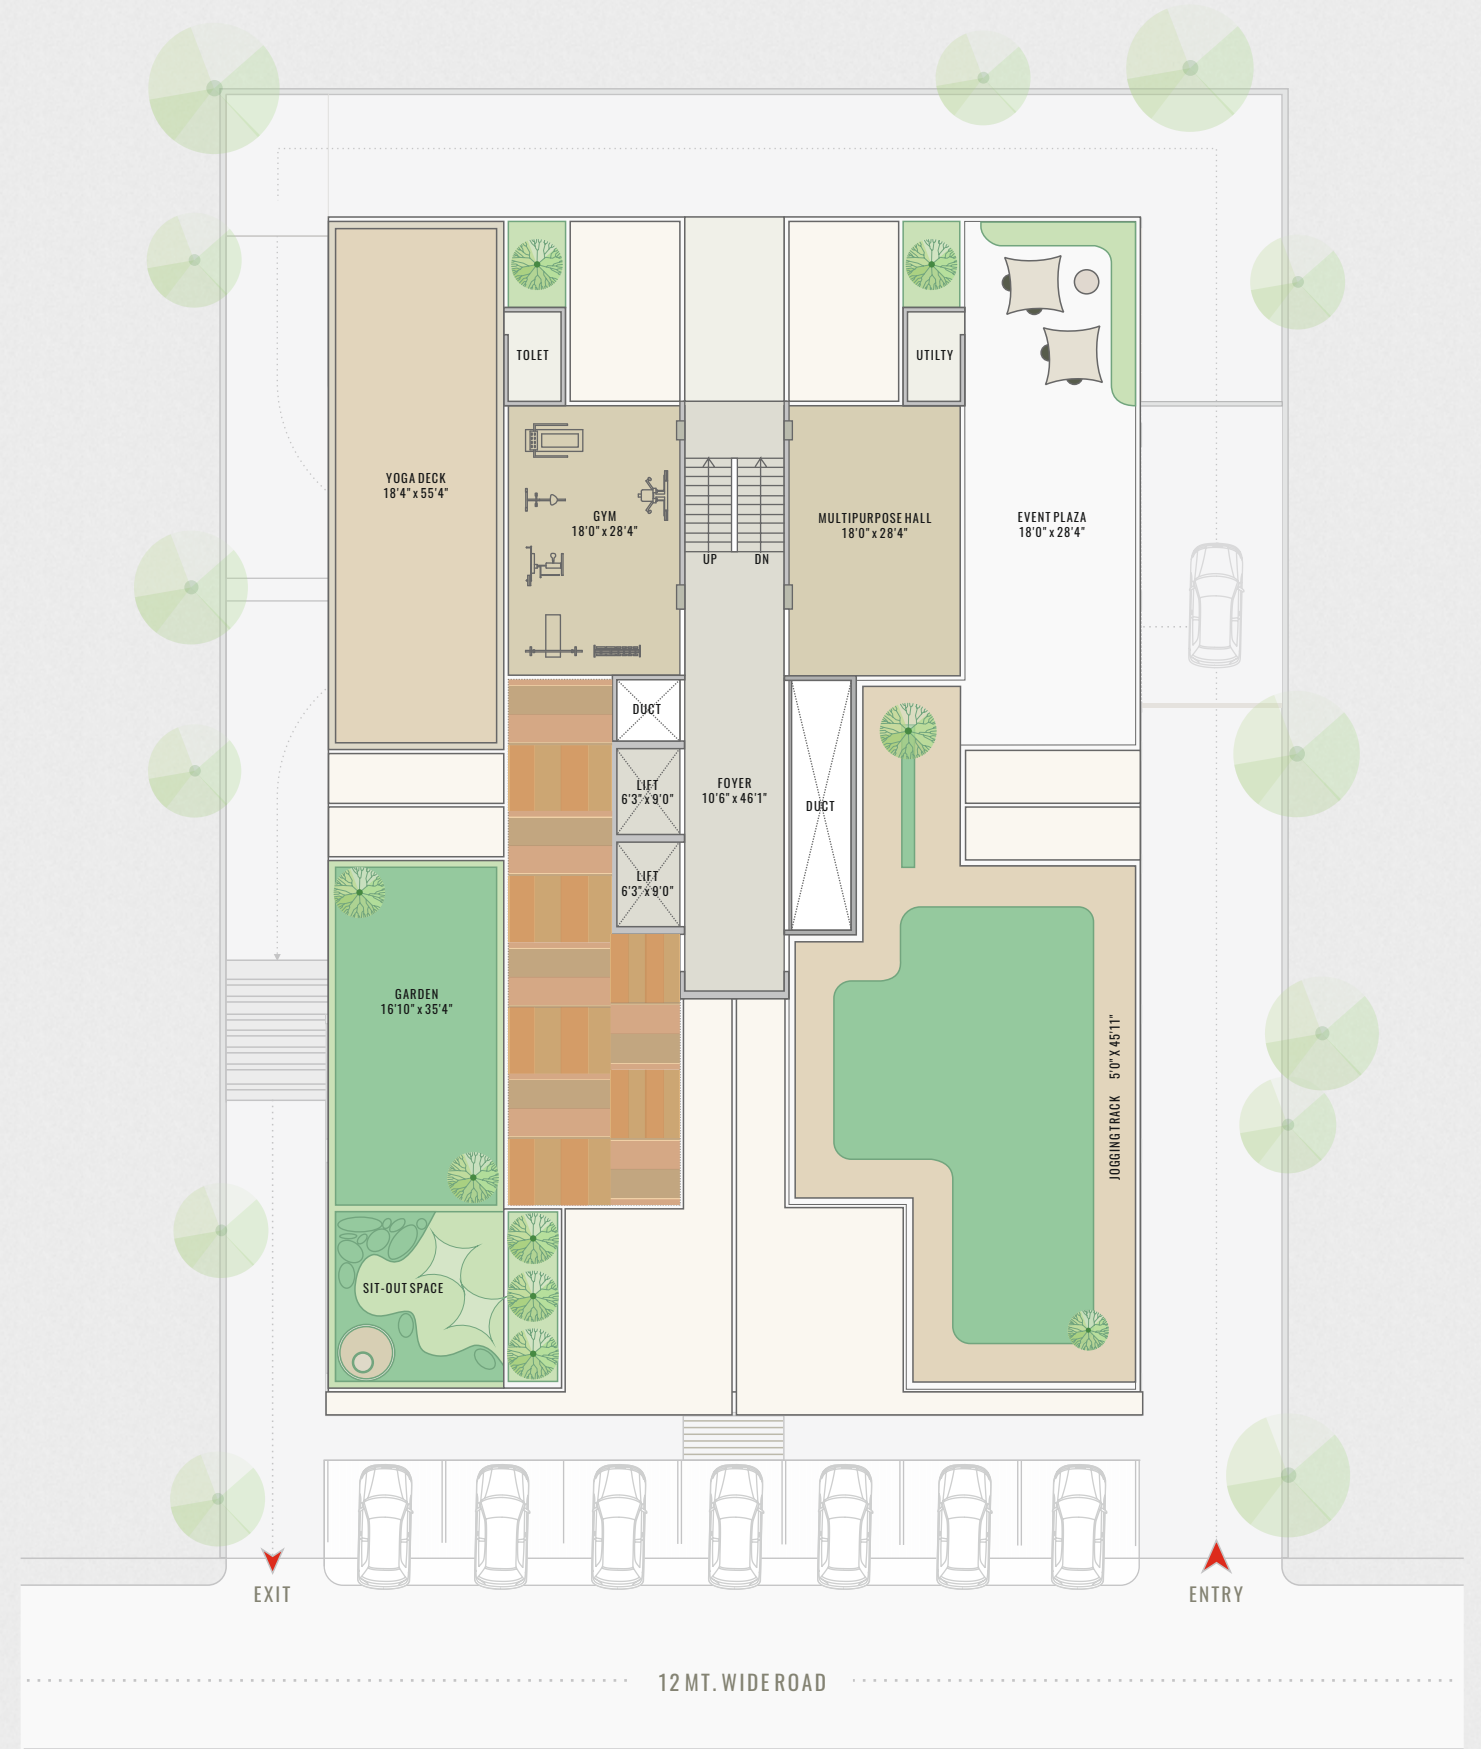 TOLET
UTILTY
YOGA DECK
18'4" x 55'4"
GYM
18'0" x 28'4"
MULTIPURPOSE HALL
18'0" x 28'4"
EVENT PLAZA
18'0" x 28'4"
UP
DN
DUCT
LIFT
6'3" x 9'0"
FOYER
10'6" x 46'1"
DUCT
LIFT
6'3" x 9'0"
GARDEN
16'10" x 35'4"
JOGGING TRACK 5'0" X 45'11"
SIT-OUT SPACE
EXIT
ENTRY
12 MT. WIDE ROAD